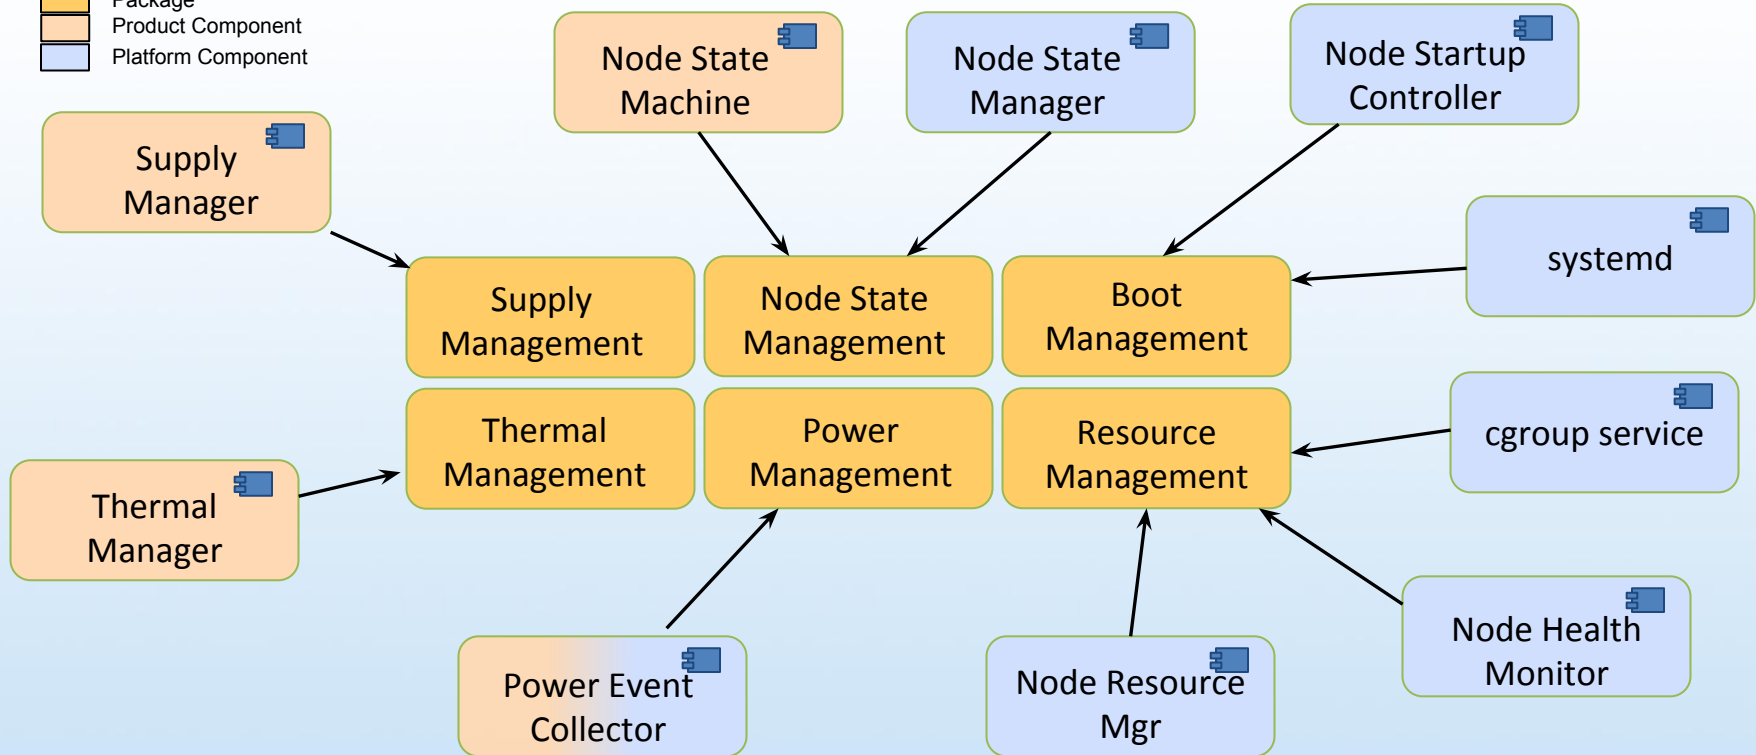 Package
Product Component
Platform Component
Node State
Machine
Node State
Manager
Node Startup
Controller
Supply
Manager
systemd
Supply
Management
Node State
Management
Boot
Management
Thermal
Management
Power
Management
Resource
Management
cgroup service
Thermal
Manager
Power Event
Collector
Node Resource
Mgr
Node Health
Monitor